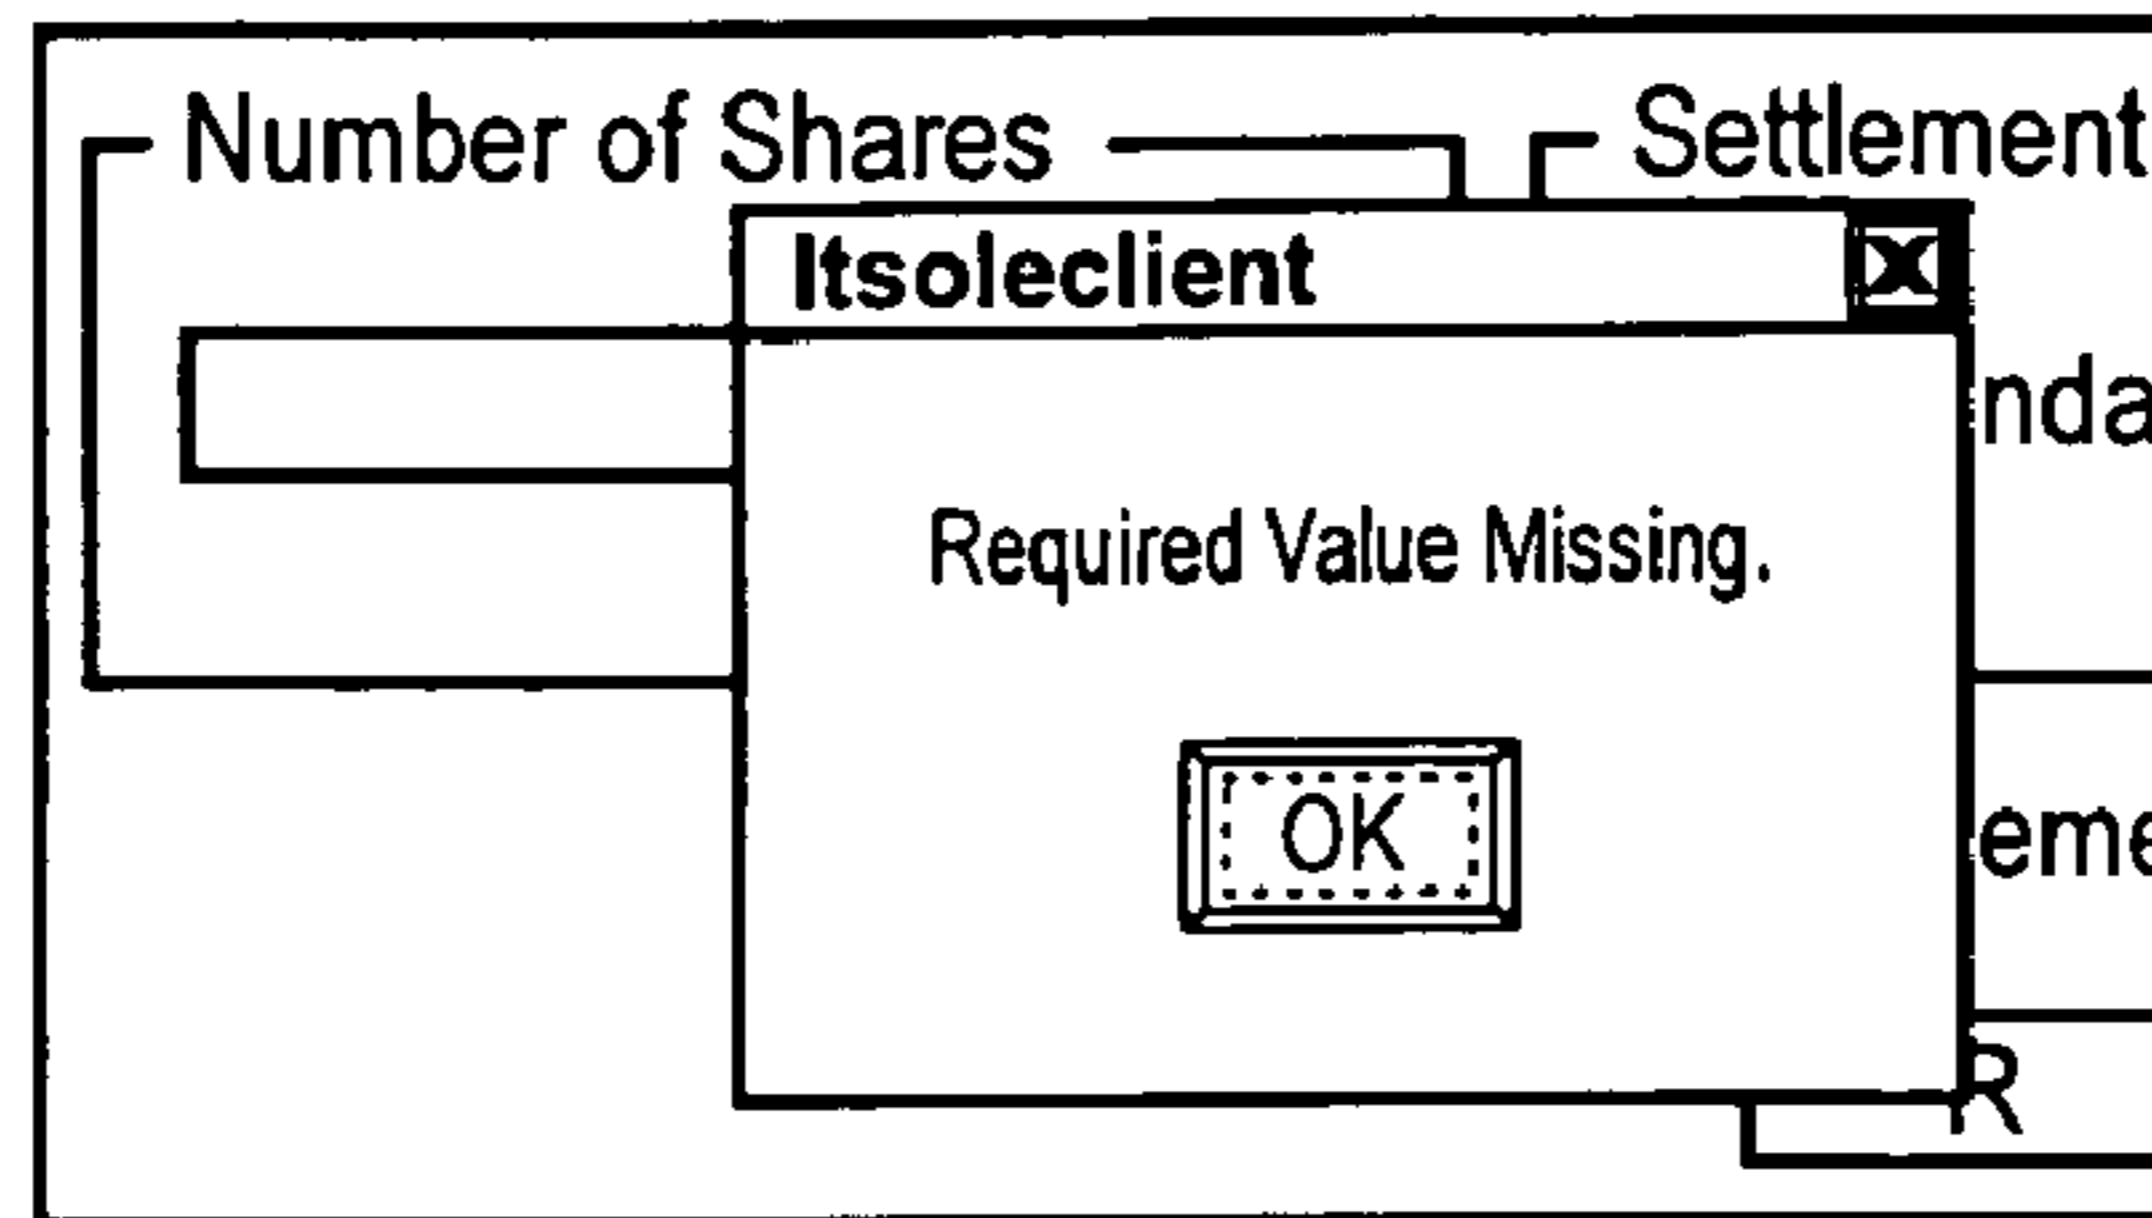 Number of Shares
Settlement
Itsoleclient
nda
Required Value Missing.
OK
eme
R